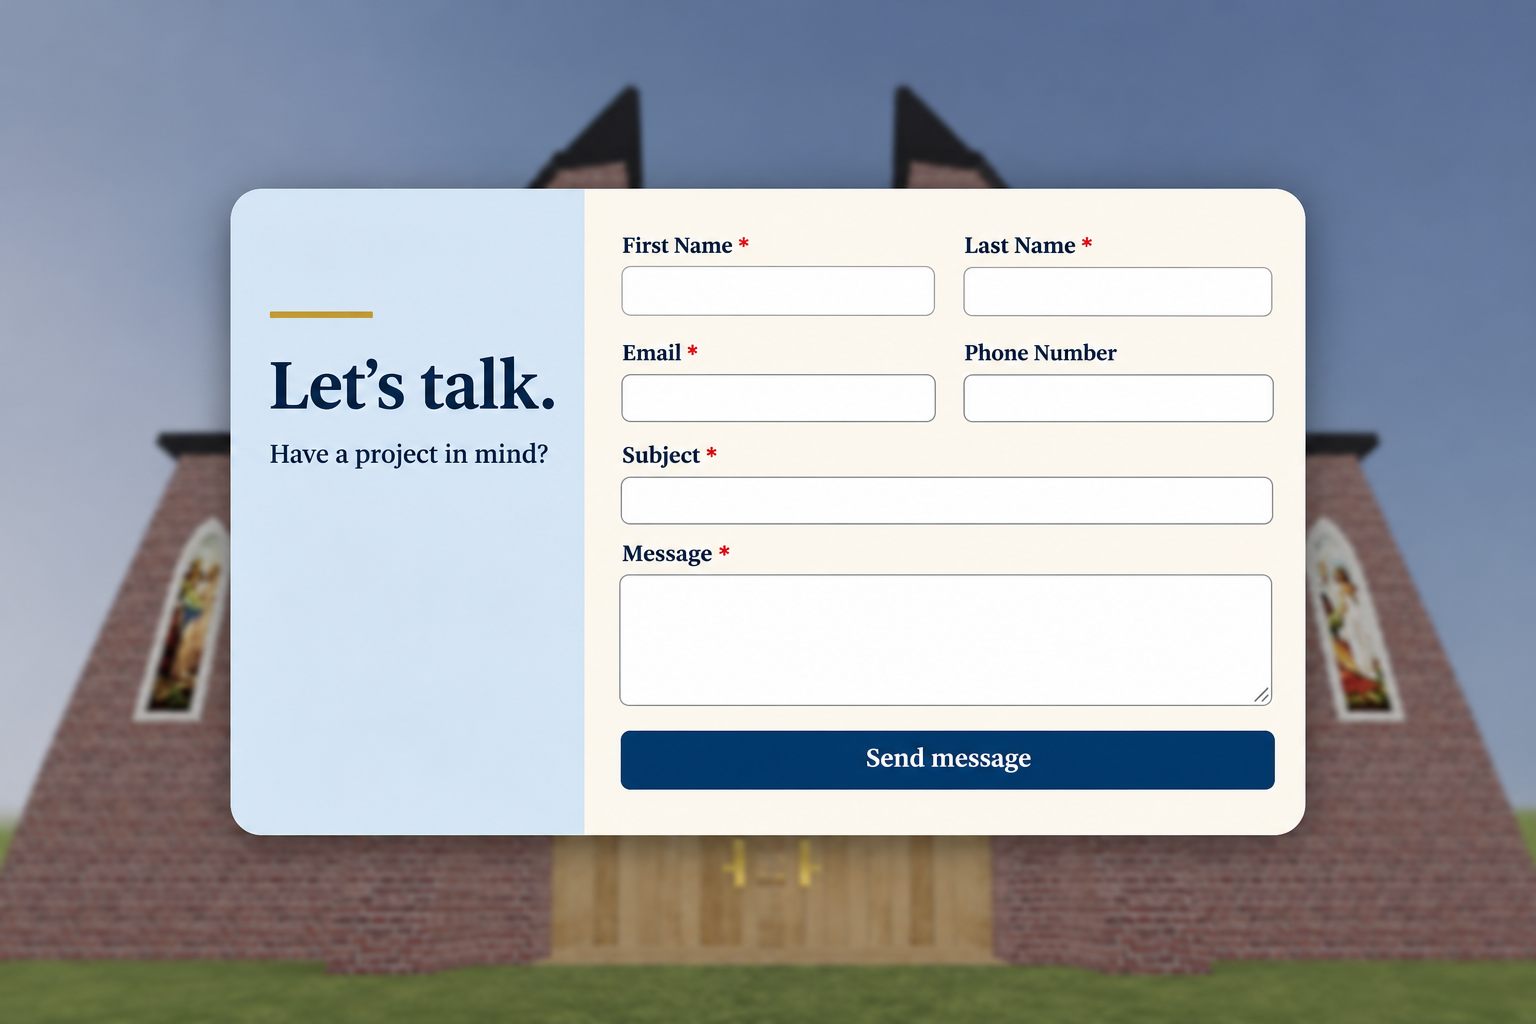 Let’s talk.
Have a project in mind?
First Name *
Last Name *
Email *
Phone Number
Subject *
Message *
Send message